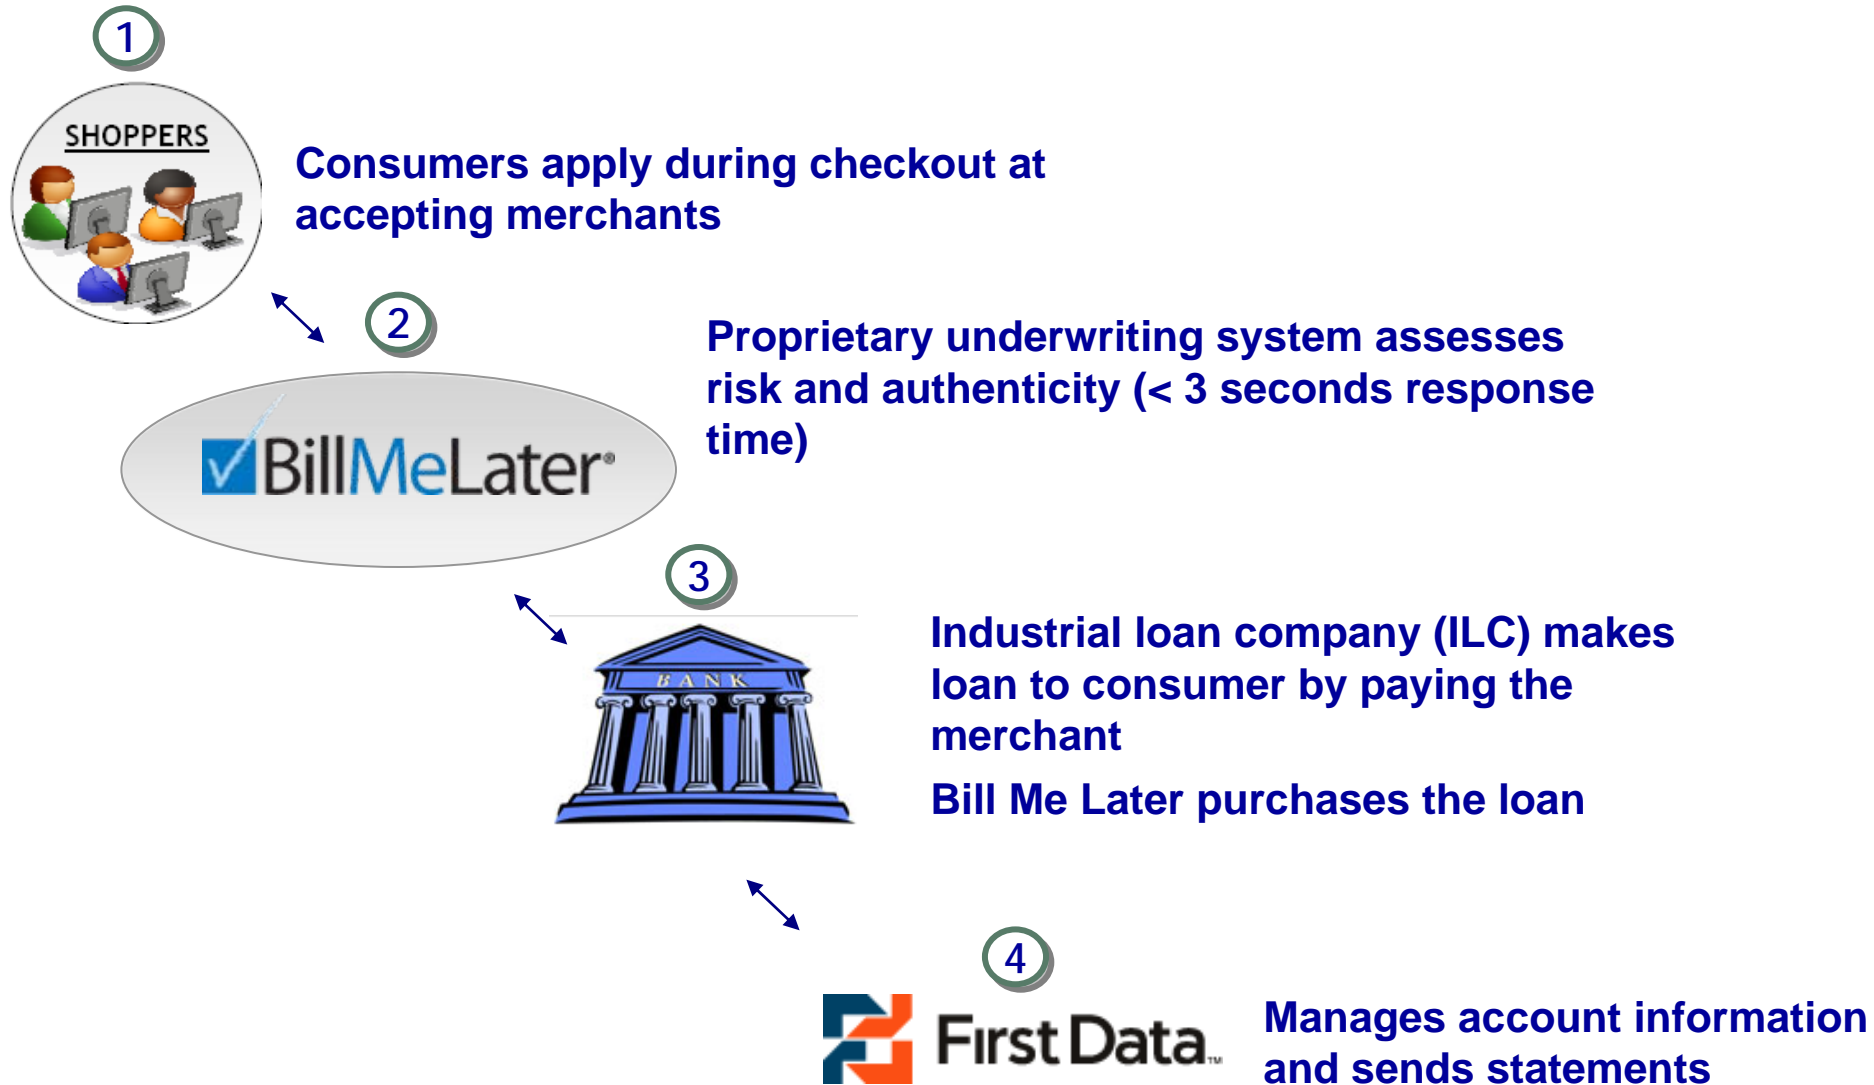 1
SHOPPERS
Consumers apply during checkout at
accepting merchants
2
Proprietary underwriting system assesses
risk and authenticity (< 3 seconds response
time)
BillMeLater®
3
BANK
Industrial loan company (ILC) makes
loan to consumer by paying the
merchant
Bill Me Later purchases the loan
4
First Data™
Manages account information
and sends statements